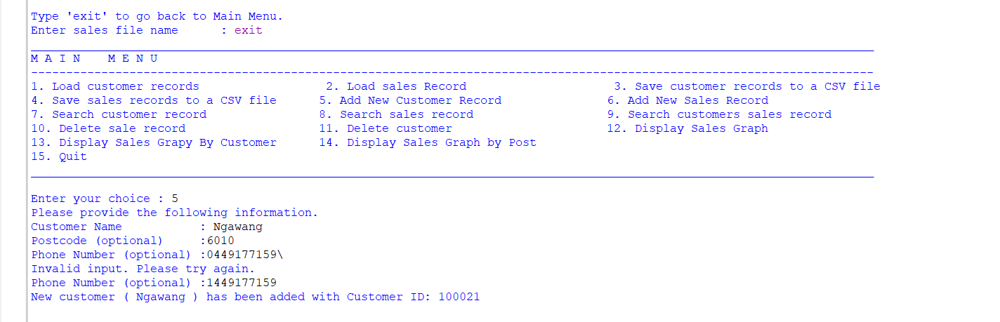 Type 'exit' to go back to Main Menu.
Enter sales file name      : exit
M A I N    M E N U
1. Load customer records                  2. Load sales Record                     3. Save customer records to a CSV file
4. Save sales records to a CSV file      5. Add New Customer Record               6. Add New Sales Record
7. Search customer record                8. Search sales record                   9. Search customers sales record
10. Delete sale record                   11. Delete customer                      12. Display Sales Graph
13. Display Sales Grapy By Customer      14. Display Sales Graph by Post
15. Quit
Enter your choice : 5
Please provide the following information.
Customer Name           : Ngawang
Postcode (optional)     :6010
Phone Number (optional) :0449177159\
Invalid input. Please try again.
Phone Number (optional) :1449177159
New customer ( Ngawang ) has been added with Customer ID: 100021